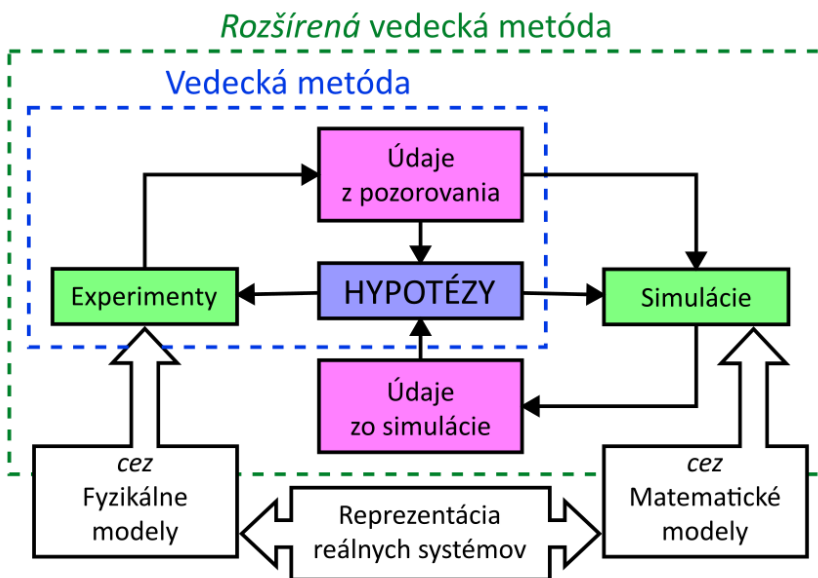 Rozšírená vedecká metóda
Vedecká metóda
Údaje
z pozorovania
Experimenty
HYPOTÉZY
Simulácie
Údaje
zo simulácie
cez
Fyzikálne
modely
Reprezentácia
reálnych systémov
cez
Matematické
modely